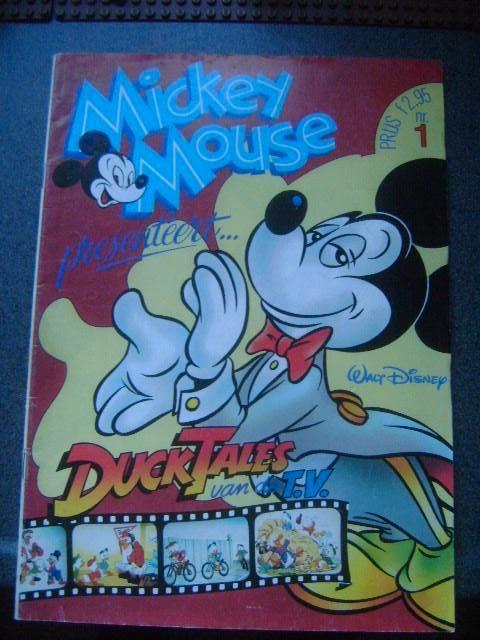 Mickey
Mouse
presenteert...
PRIJS f 2,95
nr.
1
Walt Disney
DuckTales
van de T.V.